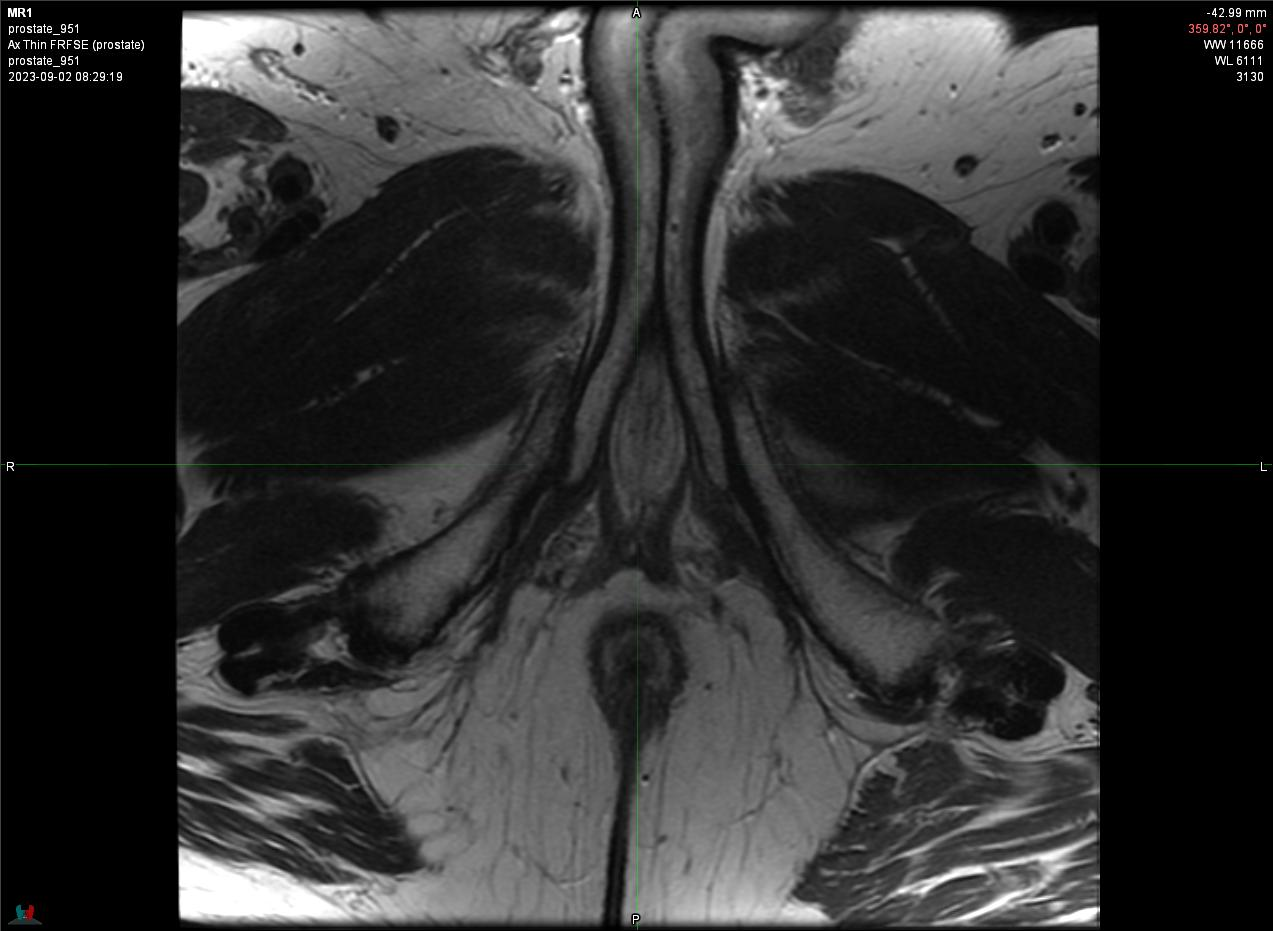 MR1
prostate_951
Ax Thin FRFSE (prostate)
prostate_951
2023-09-02 08:29:19
A
-42.99 mm
359.82°, 0°, 0°
WW 11666
WL 6111
3130
R
L
P